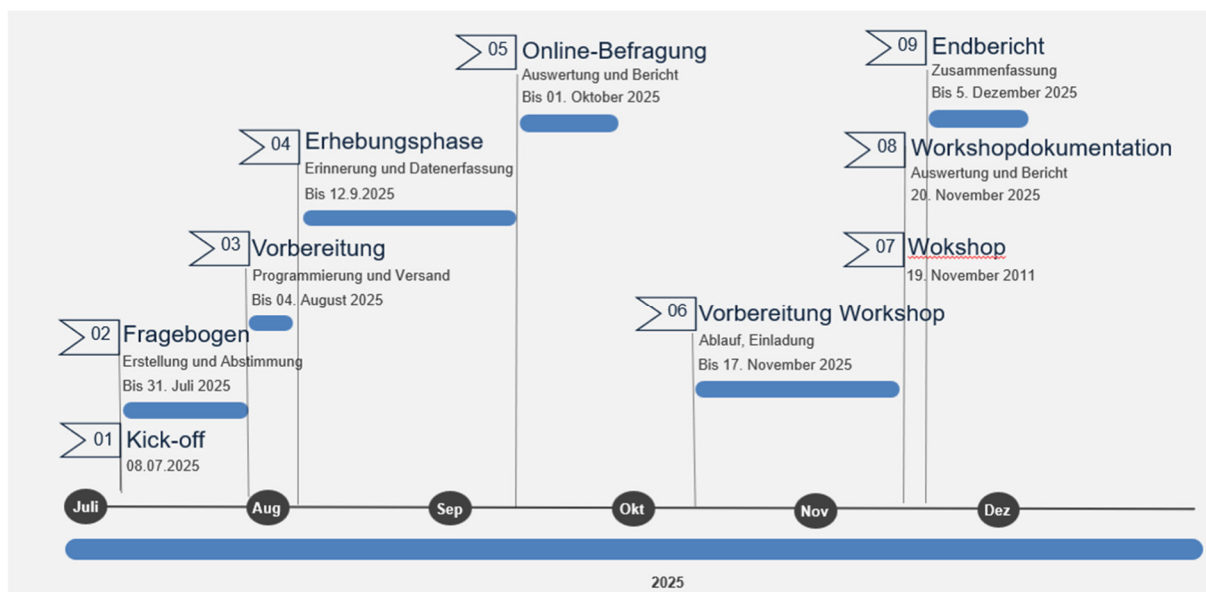 05
Online-Befragung
Auswertung und Bericht
Bis 01. Oktober 2025
09
Endbericht
Zusammenfassung
Bis 5. Dezember 2025
04
Erhebungsphase
Erinnerung und Datenerfassung
Bis 12.9.2025
08
Workshopdokumentation
Auswertung und Bericht
20. November 2025
03
Vorbereitung
Programmierung und Versand
Bis 04. August 2025
07
Wokshop
19. November 2011
02
Fragebogen
Erstellung und Abstimmung
Bis 31. Juli 2025
06
Vorbereitung Workshop
Ablauf, Einladung
Bis 17. November 2025
01
Kick-off
08.07.2025
Juli
Aug
Sep
Okt
Nov
Dez
2025